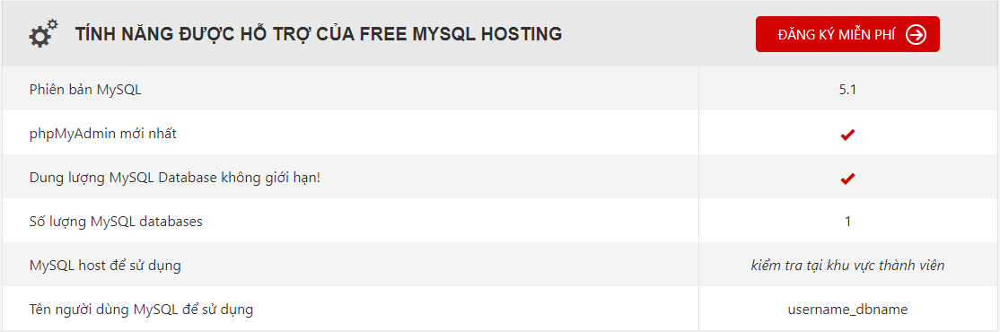 TÍNH NĂNG ĐƯỢC HỖ TRỢ CỦA FREE MYSQL HOSTING
ĐĂNG KÝ MIỄN PHÍ
Phiên bản MySQL
5.1
phpMyAdmin mới nhất
Dung lượng MySQL Database không giới hạn!
Số lượng MySQL databases
1
MySQL host để sử dụng
kiểm tra tại khu vực thành viên
Tên người dùng MySQL để sử dụng
username_dbname